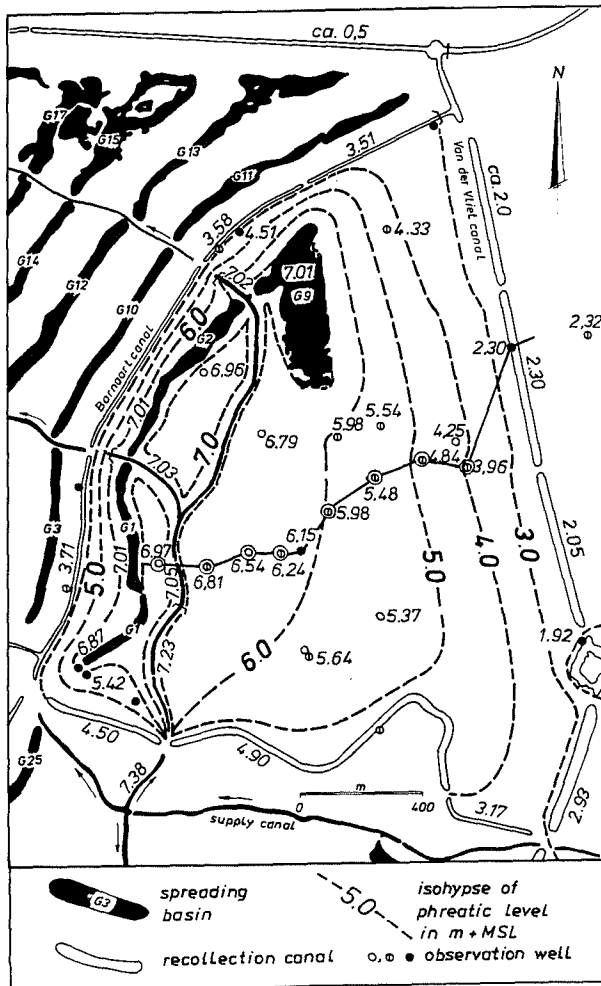 ca. 0,5
N
G17
G15
G13
G11
3.51
Van der Vliet canal
ca. 2.0
3.58
4.51
4.33
G14
G12
G10
7.02
7.01
G9
6.0
G2
Barnaart canal
2.30
2.32
2.30
6.96
7.01
7.0
6.79
5.98
5.54
4.25
4.84
3.96
7.03
5.48
G3
G1
5.98
6.15
6.97
6.54
6.24
6.81
3.71
5.0
7.01
7.05
5.0
4.0
3.0
2.05
G1
6.87
7.23
6.0
5.37
1.92
5.64
5.42
4.50
4.90
G25
7.38
m
0 400
3.17
2.93
supply canal
G3
spreading
basin
5.0
isohypse of
phreatic level
in m + MSL
recollection canal
observation well